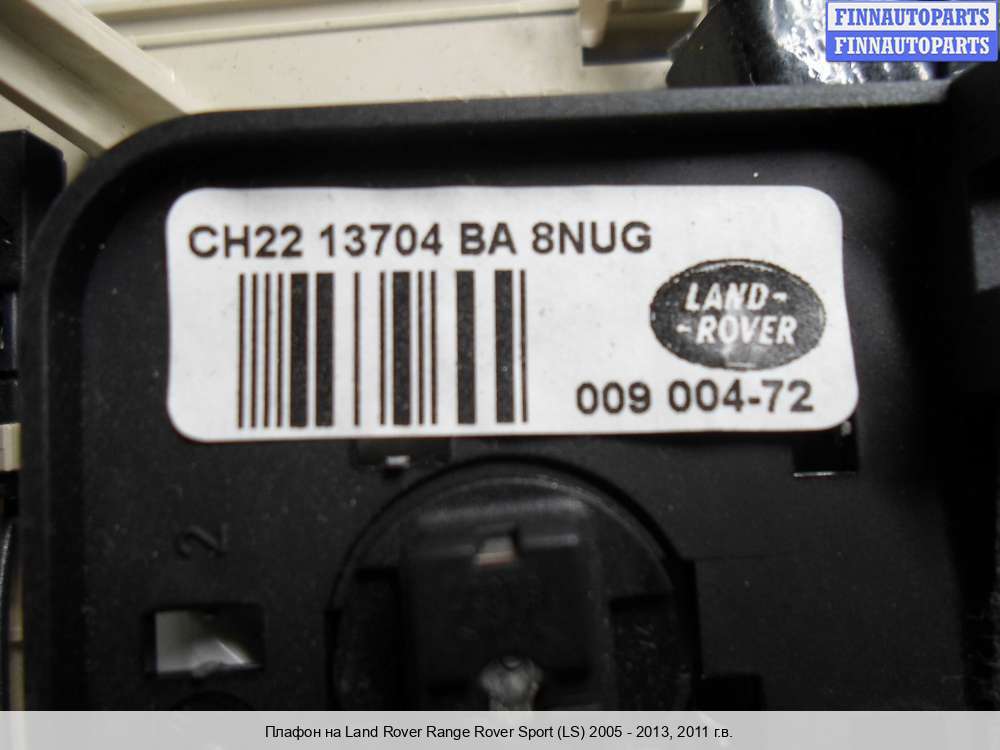 FINNAUTOPARTS
FINNAUTOPARTS
CH22 13704 BA 8NUG
LAND-
-ROVER
009 004-72
2
Плафон на Land Rover Range Rover Sport (LS) 2005 - 2013, 2011 г.в.